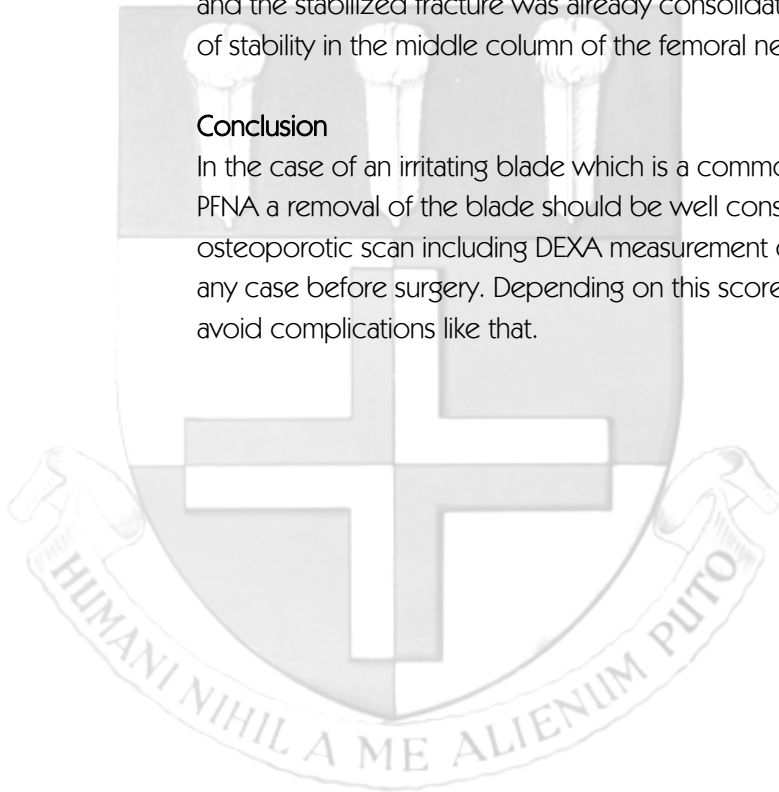 and the stabilized fracture was already consolidat
of stability in the middle column of the femoral ne
Conclusion
In the case of an irritating blade which is a commo
PFNA a removal of the blade should be well cons
osteoporotic scan including DEXA measurement
any case before surgery. Depending on this score
avoid complications like that.
HUMANI NIHIL A ME ALIENUM PUTO